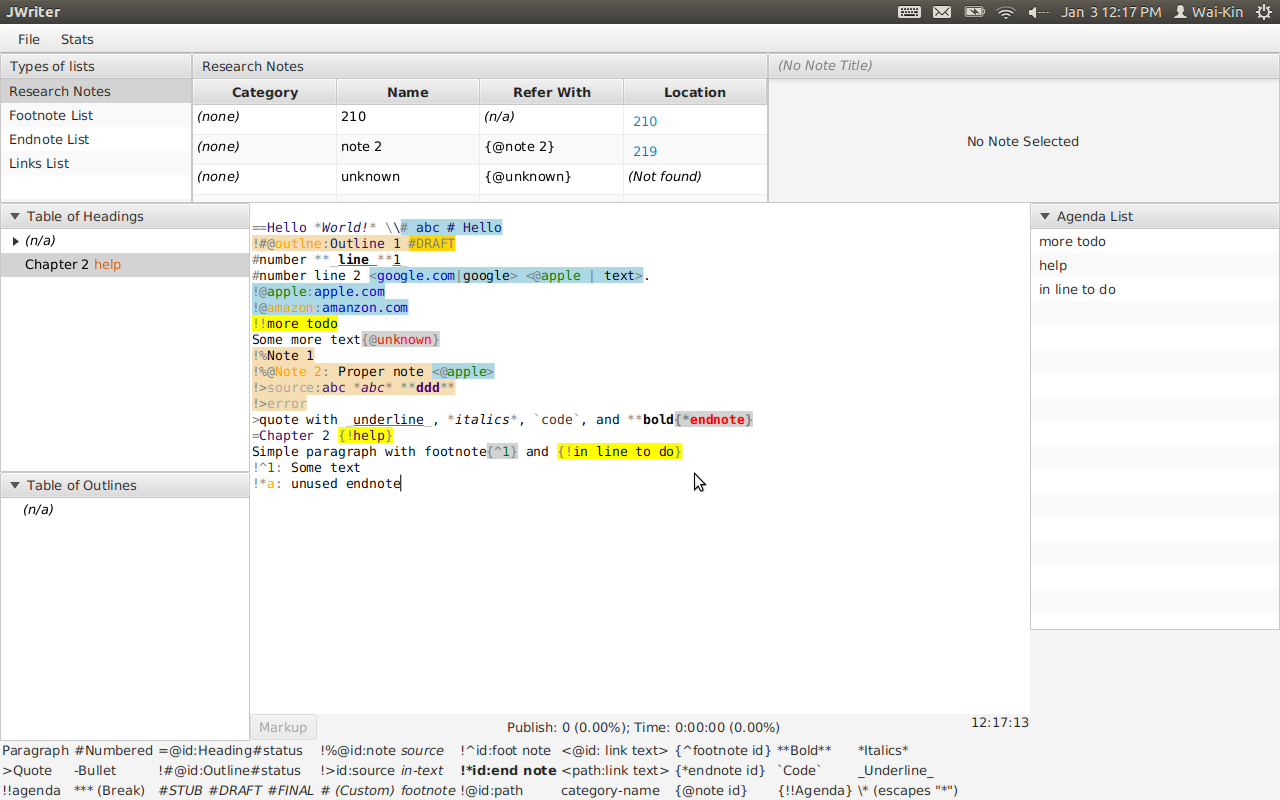 JWriter
Jan 3 12:17 PM Wai-Kin
File Stats
Types of lists
Research Notes
Footnote List
Endnote List
Links List
Research Notes
Category Name Refer With Location
(none) 210 (n/a) 210
(none) note 2 {@note 2} 219
(none) unknown {@unknown} (Not found)
(No Note Title)
No Note Selected
Table of Headings
(n/a)
Chapter 2 help
Table of Outlines
(n/a)
==Hello *World!* \\# abc # Hello
!#@outlne:Outline 1 #DRAFT
#number **_line_**1
#number line 2 <google.com|google> <@apple | text>.
!@apple:apple.com
!@amazon:amanzon.com
!!more todo
Some more text{@unknown}
!%Note 1
!%@Note 2: Proper note <@apple>
!>source:abc *abc* **ddd**
!>error
>quote with _underline_, *italics*, `code`, and **bold{*endnote}
=Chapter 2 {!help}
Simple paragraph with footnote{^1} and {!in line to do}
!^1: Some text
!*a: unused endnote
Agenda List
more todo
help
in line to do
Markup
Publish: 0 (0.00%); Time: 0:00:00 (0.00%)
12:17:13
Paragraph #Numbered =@id:Heading#status !%@id:note source !^id:foot note <@id: link text> {^footnote id} **Bold** *Italics*
>Quote -Bullet !#@id:Outline#status !>id:source in-text !*id:end note <path:link text> {*endnote id} `Code` _Underline_
!!agenda *** (Break) #STUB #DRAFT #FINAL # (Custom) footnote !@id:path category-name {@note id} {!!Agenda} \* (escapes "*")